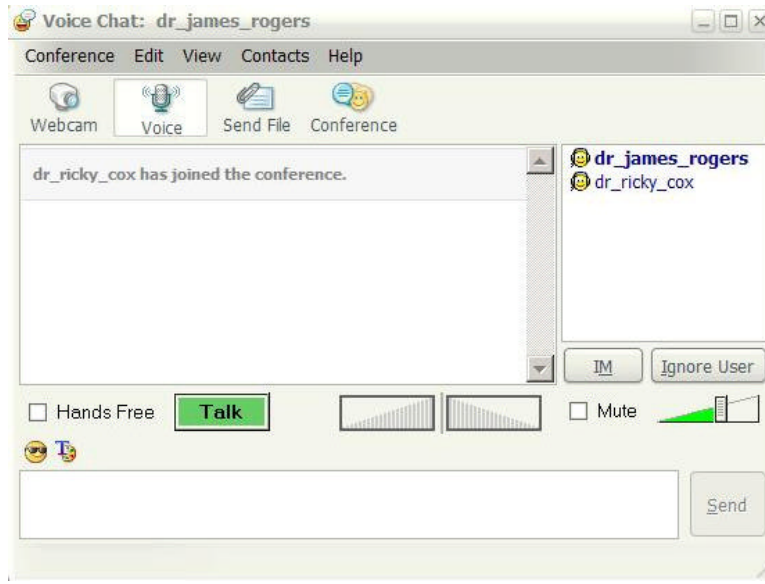 Voice Chat: dr_james_rogers
Conference Edit View Contacts Help
Webcam Voice Send File Conference
dr_ricky_cox has joined the conference.
dr_james_rogers
dr_ricky_cox
IM Ignore User
Hands Free Talk Mute
Send